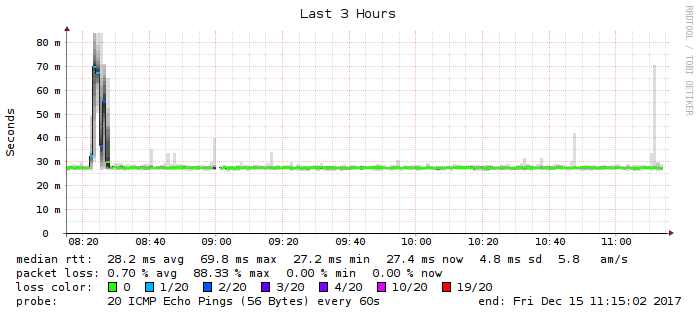 Last 3 Hours
RRDTOOL / TOBI OETIKER
Seconds
80 m
70 m
60 m
50 m
40 m
30 m
20 m
10 m
0
08:20 08:40 09:00 09:20 09:40 10:00 10:20 10:40 11:00
median rtt: 28.2 ms avg 69.8 ms max 27.2 ms min 27.4 ms now 4.8 ms sd 5.8 am/s
packet loss: 0.70 % avg 88.33 % max 0.00 % min 0.00 % now
loss color: 0 1/20 2/20 3/20 4/20 10/20 19/20
probe: 20 ICMP Echo Pings (56 Bytes) every 60s end: Fri Dec 15 11:15:02 2017